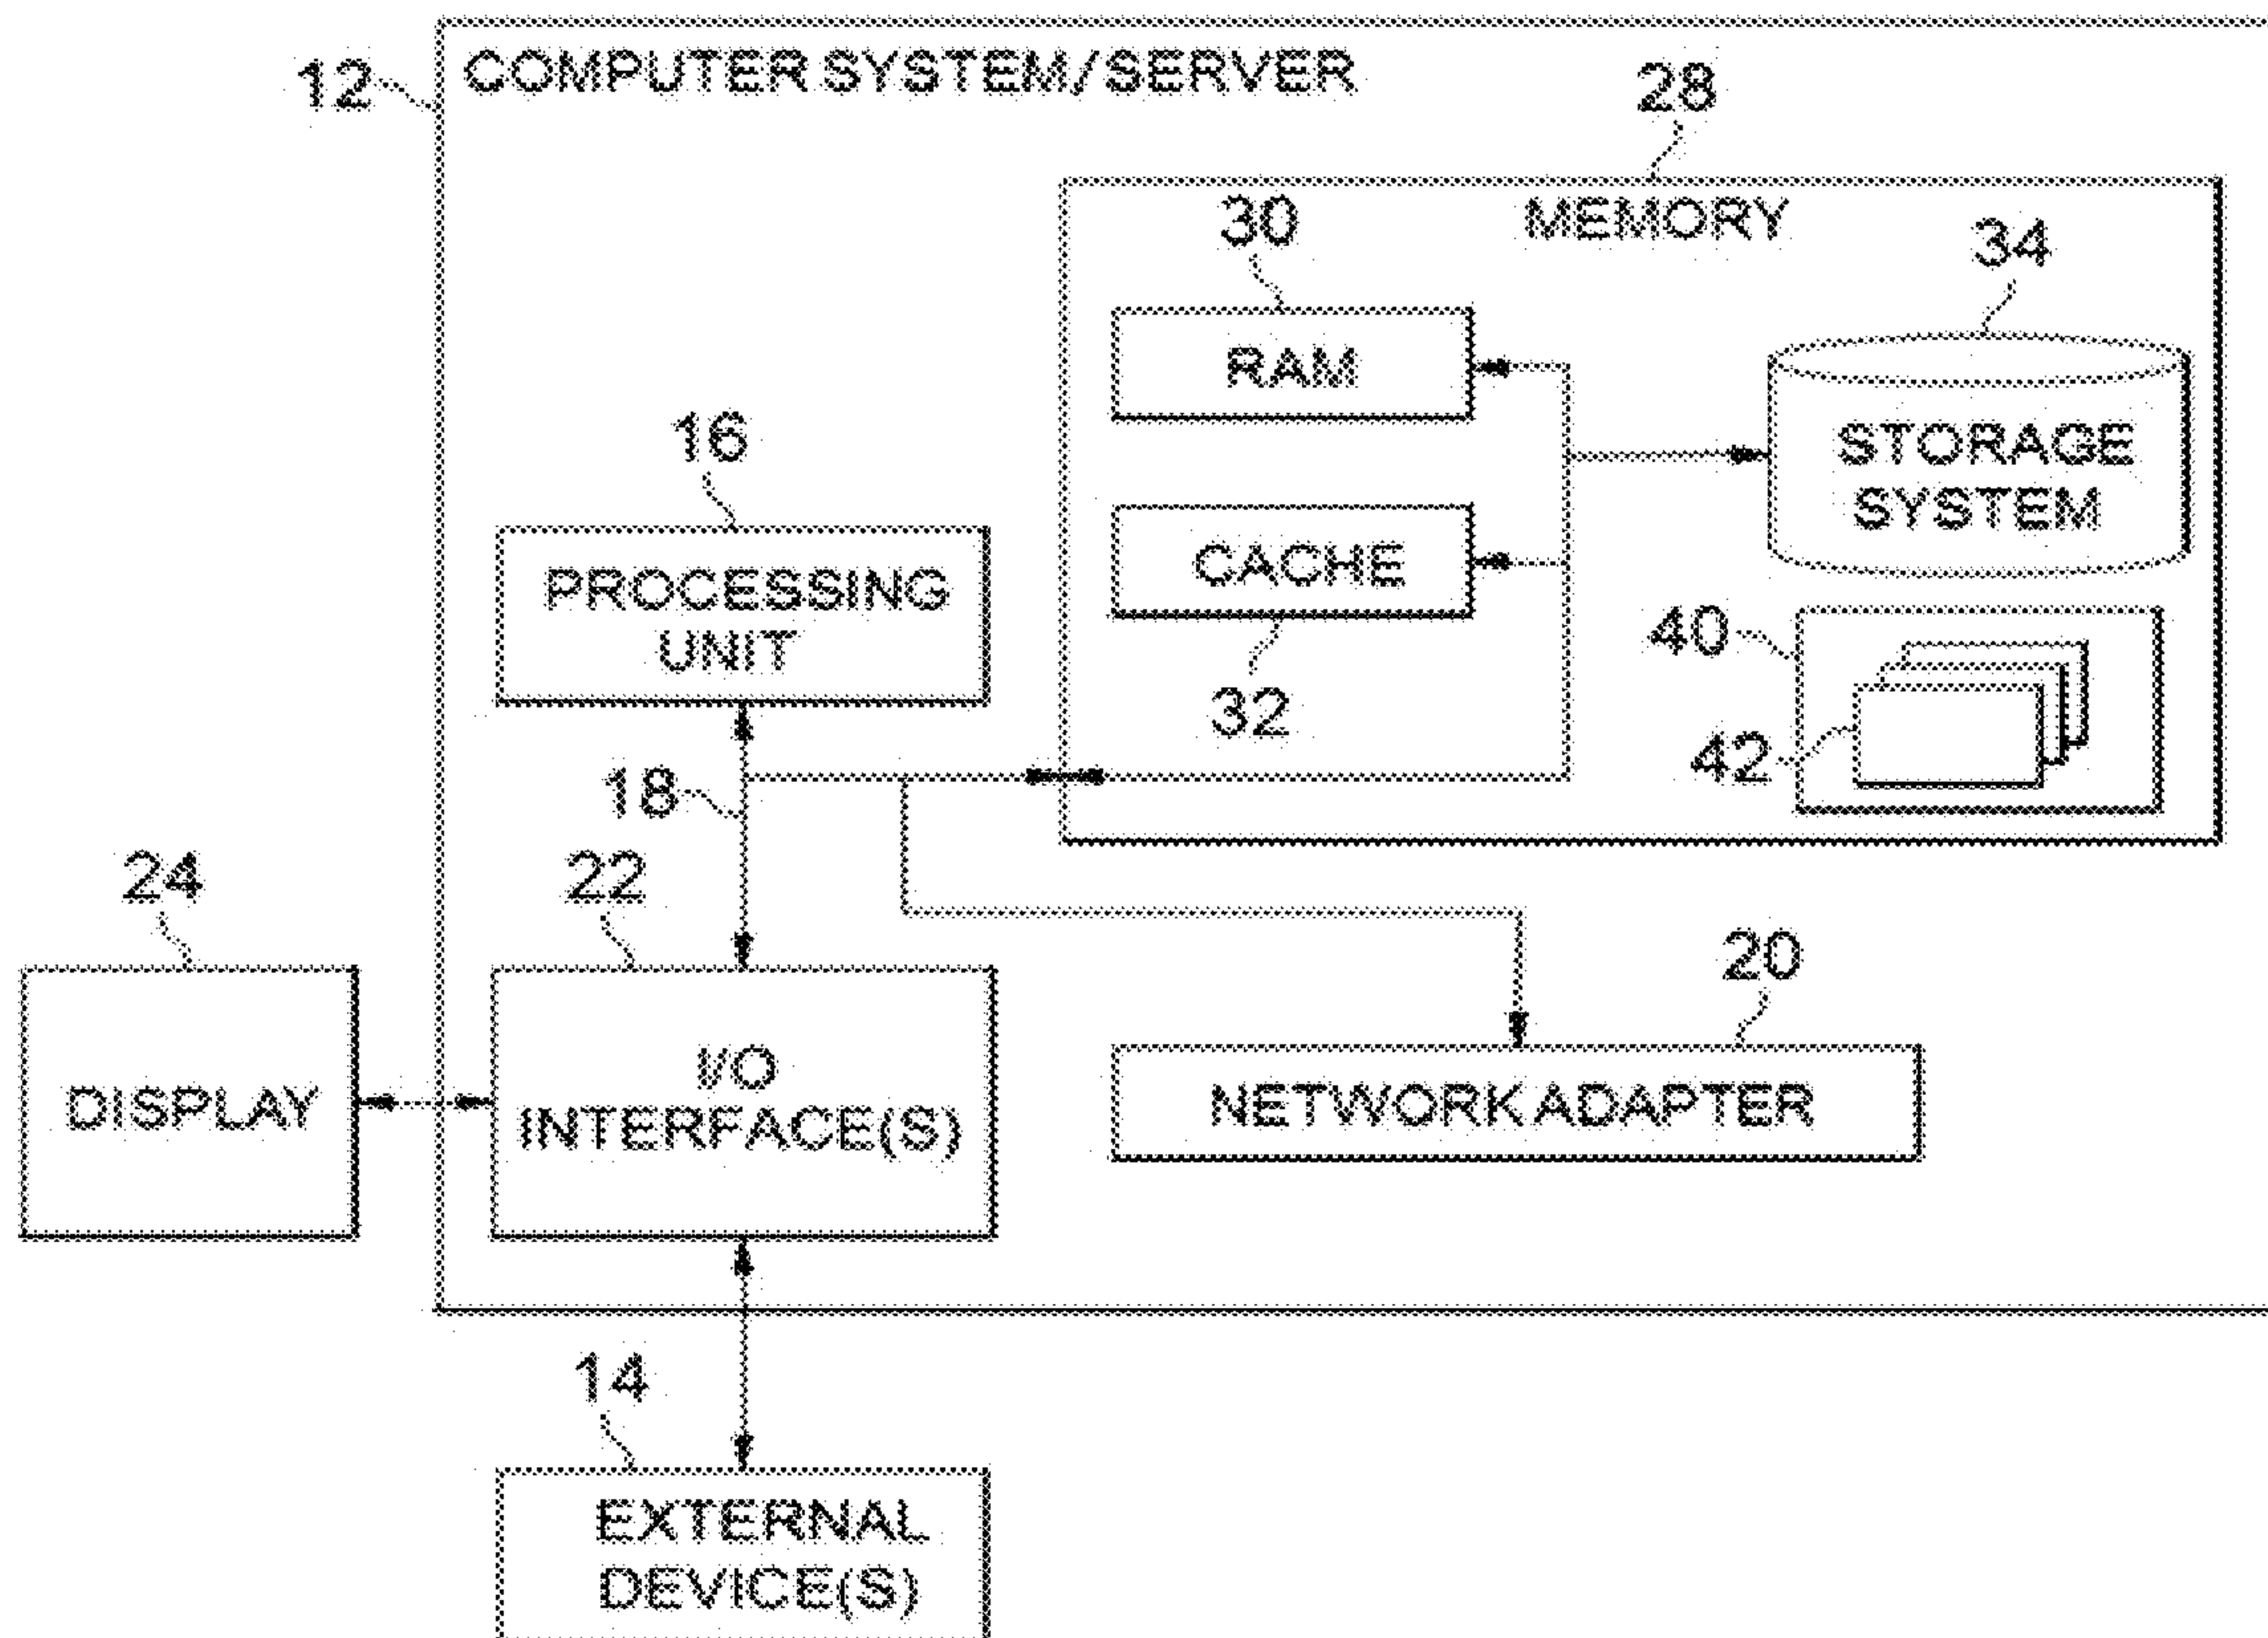 12
COMPUTER SYSTEM/SERVER
28
MEMORY
30
34
RAM
STORAGE
SYSTEM
16
PROCESSING
UNIT
CACHE
32
40
42
18
24
22
20
DISPLAY
I/O
INTERFACE(S)
NETWORK ADAPTER
14
EXTERNAL
DEVICE(S)